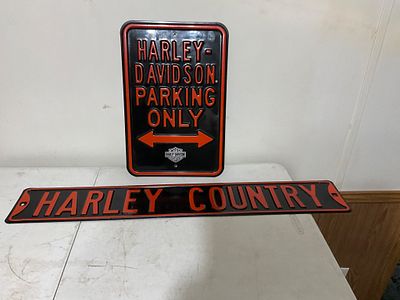 HARLEY-
DAVIDSON.
PARKING
ONLY
HARLEY COUNTRY